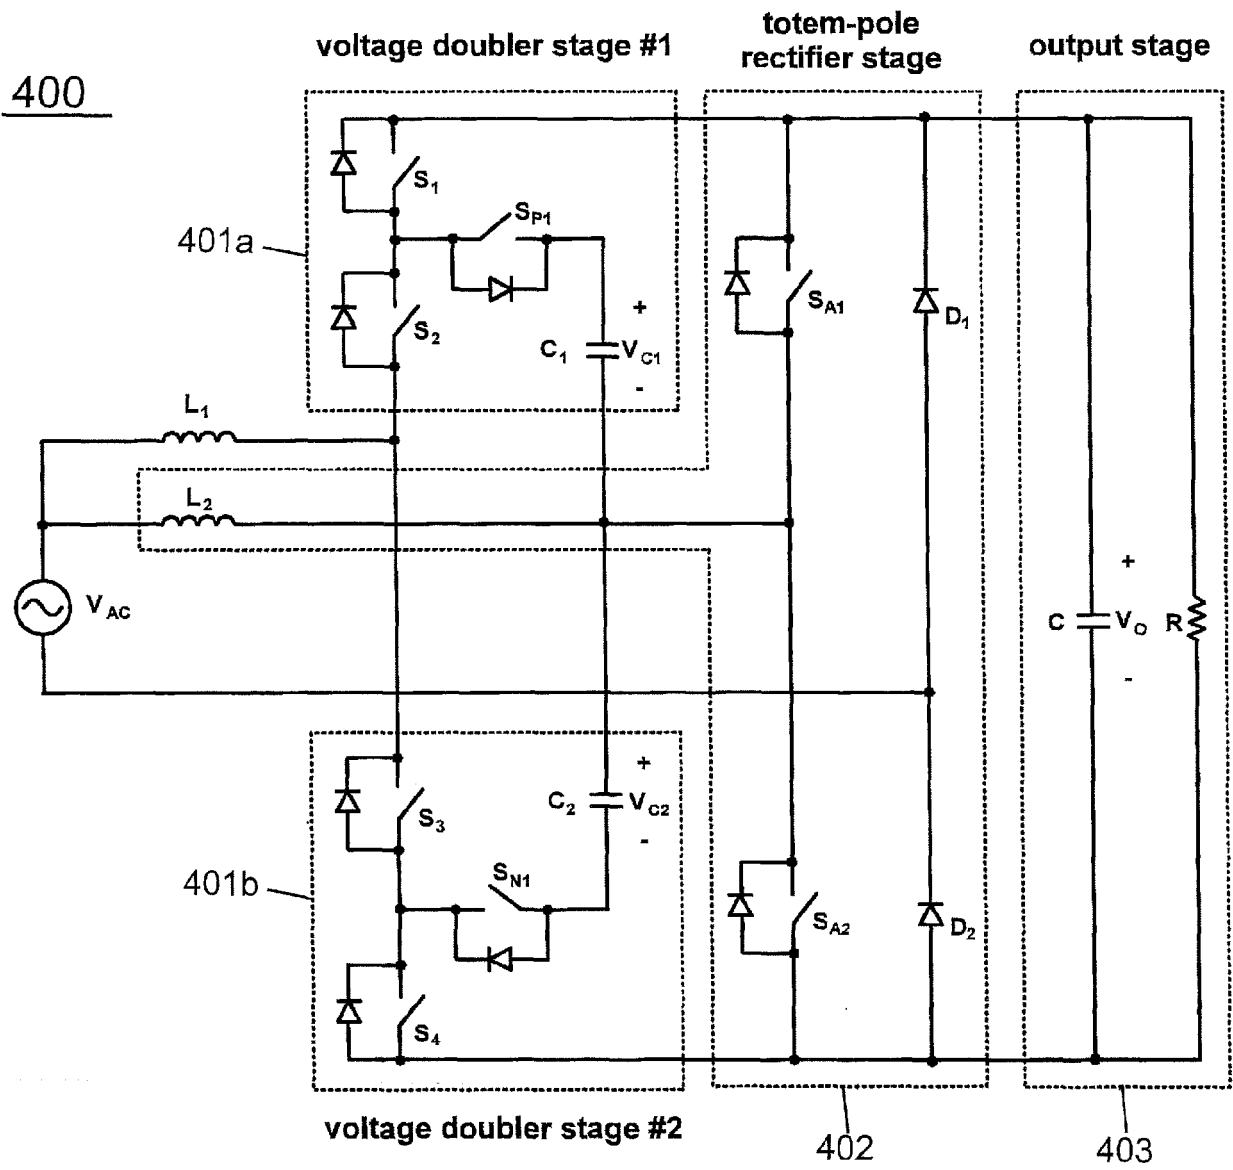 400
voltage doubler stage #1
totem-pole
rectifier stage
output stage
S1
SP1
401a
S2
C1
+
VC1
-
SA1
D1
L1
L2
VAC
+
C
VO
R
-
S3
C2
+
VC2
-
401b
SN1
SA2
D2
S4
voltage doubler stage #2
402
403